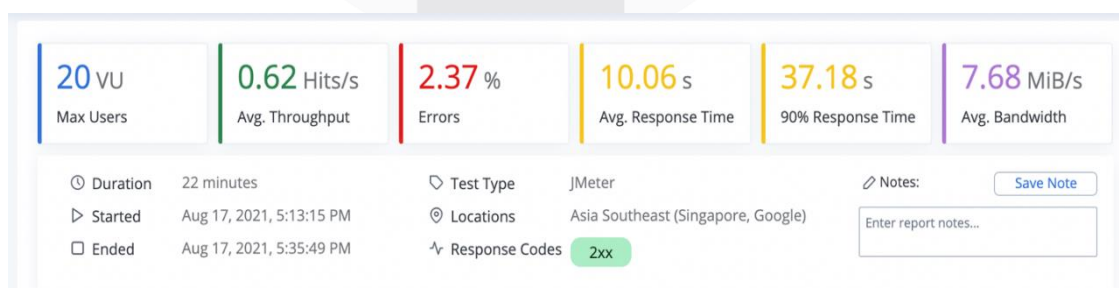 20 VU 0.62 Hits/s 2.37 % 10.06 s 37.18 s 7.68 MiB/s
Max Users Avg. Throughput Errors Avg. Response Time 90% Response Time Avg. Bandwidth
Duration 22 minutes Test Type JMeter Notes: Save Note
Started Aug 17, 2021, 5:13:15 PM Locations Asia Southeast (Singapore, Google) Enter report notes...
Ended Aug 17, 2021, 5:35:49 PM Response Codes 2xx